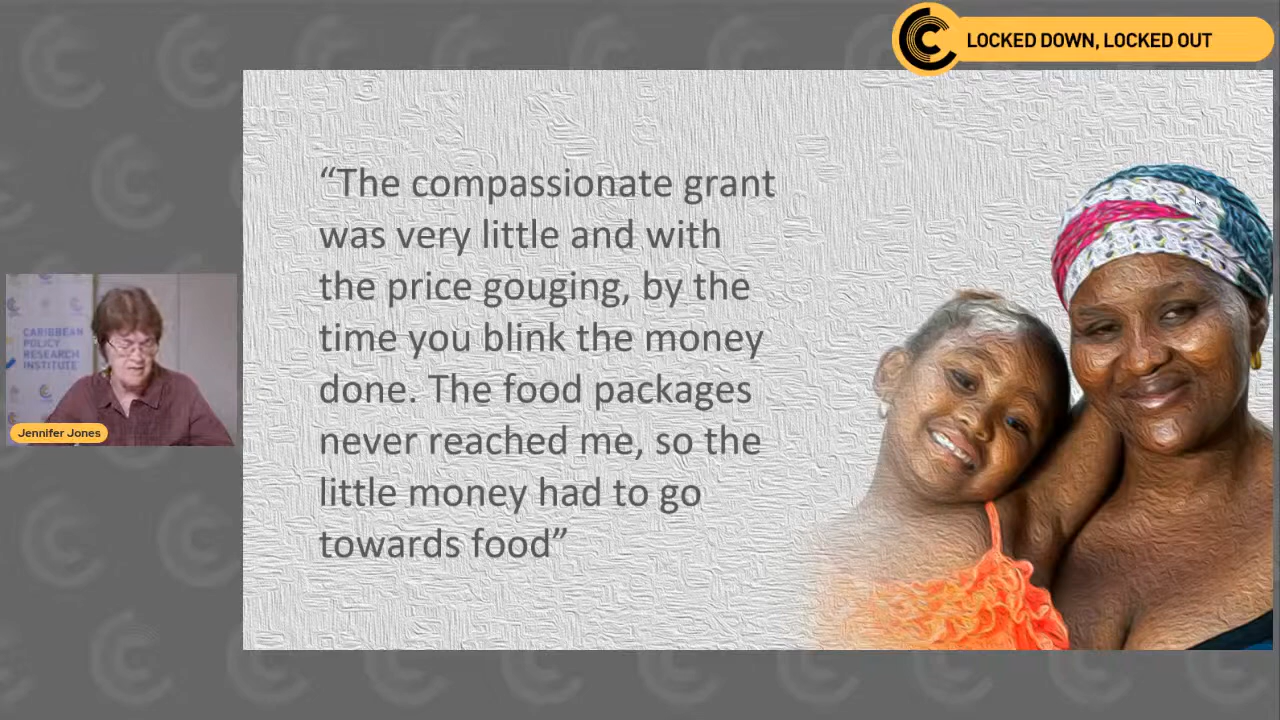 LOCKED DOWN, LOCKED OUT
“The compassionate grant
was very little and with
the price gouging, by the
time you blink the money
done. The food packages
never reached me, so the
little money had to go
towards food”
CARIBBEAN
POLICY
RESEARCH
INSTITUTE
Jennifer Jones